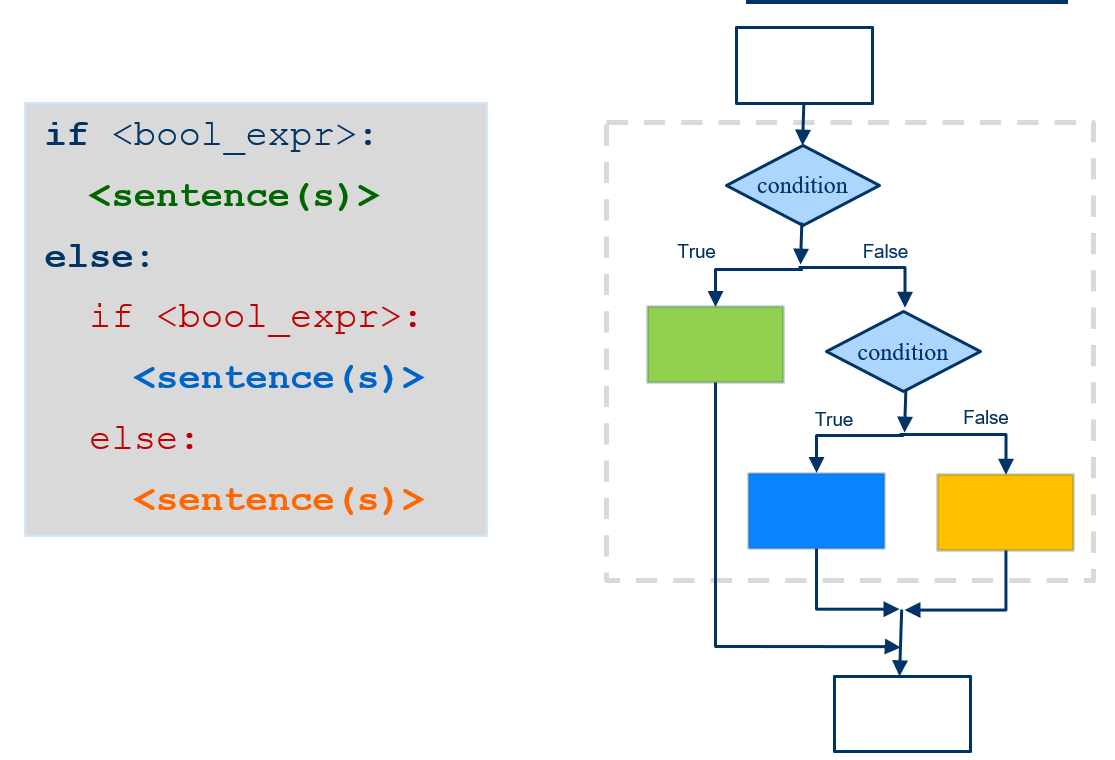 if <bool_expr>:
<sentence(s)>
else:
if <bool_expr>:
<sentence(s)>
else:
<sentence(s)>
condition
True
False
condition
True
False